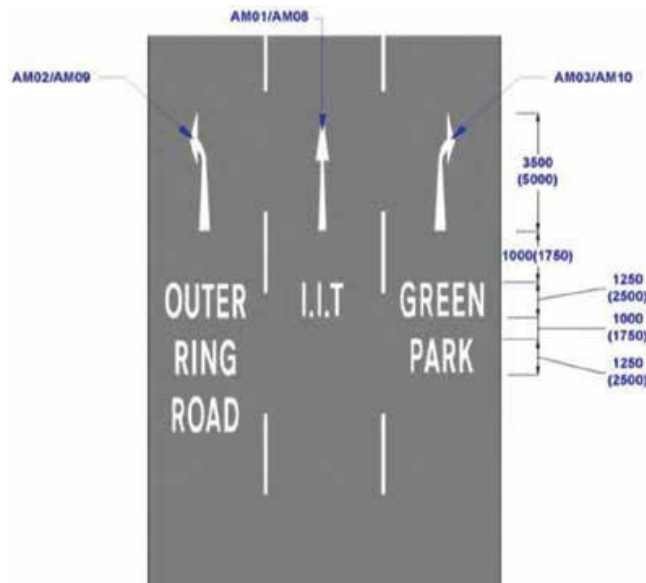 AM01/AM08
AM02/AM09
AM03/AM10
3500
(5000)
1000(1750)
1250
(2500)
1000
(1750)
1250
(2500)
OUTER
RING
ROAD
I.I.T
GREEN
PARK